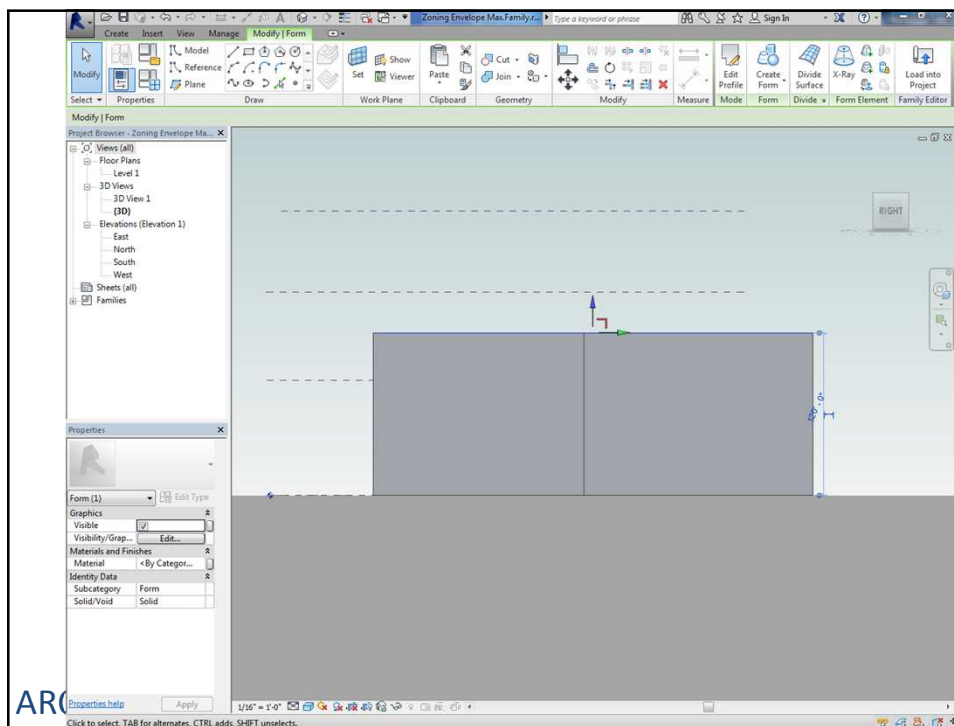 Zoning Envelope Max.Family.r... Type a keyword or phrase Sign In
Create Insert View Manage Modify | Form
Modify
Model
Reference
Plane
Set
Show
Viewer
Paste
Cut
Join
Edit Profile
Create Form
Divide Surface
X-Ray
Load into Project
Select Properties Draw Work Plane Clipboard Geometry Modify Measure Mode Form Divide Form Element Family Editor
Modify | Form
Project Browser - Zoning Envelope Ma...
Views (all)
Floor Plans
Level 1
3D Views
3D View 1
{3D}
Elevations (Elevation 1)
East
North
South
West
Sheets (all)
Families
RIGHT
120' - 0"
Properties
Form (1) Edit Type
Graphics
Visible
Visibility/Grap... Edit...
Materials and Finishes
Material <By Categor...
Identity Data
Subcategory Form
Solid/Void Solid
Properties help Apply
1/16" = 1'-0"
Click to select, TAB for alternates, CTRL adds, SHIFT unselects.